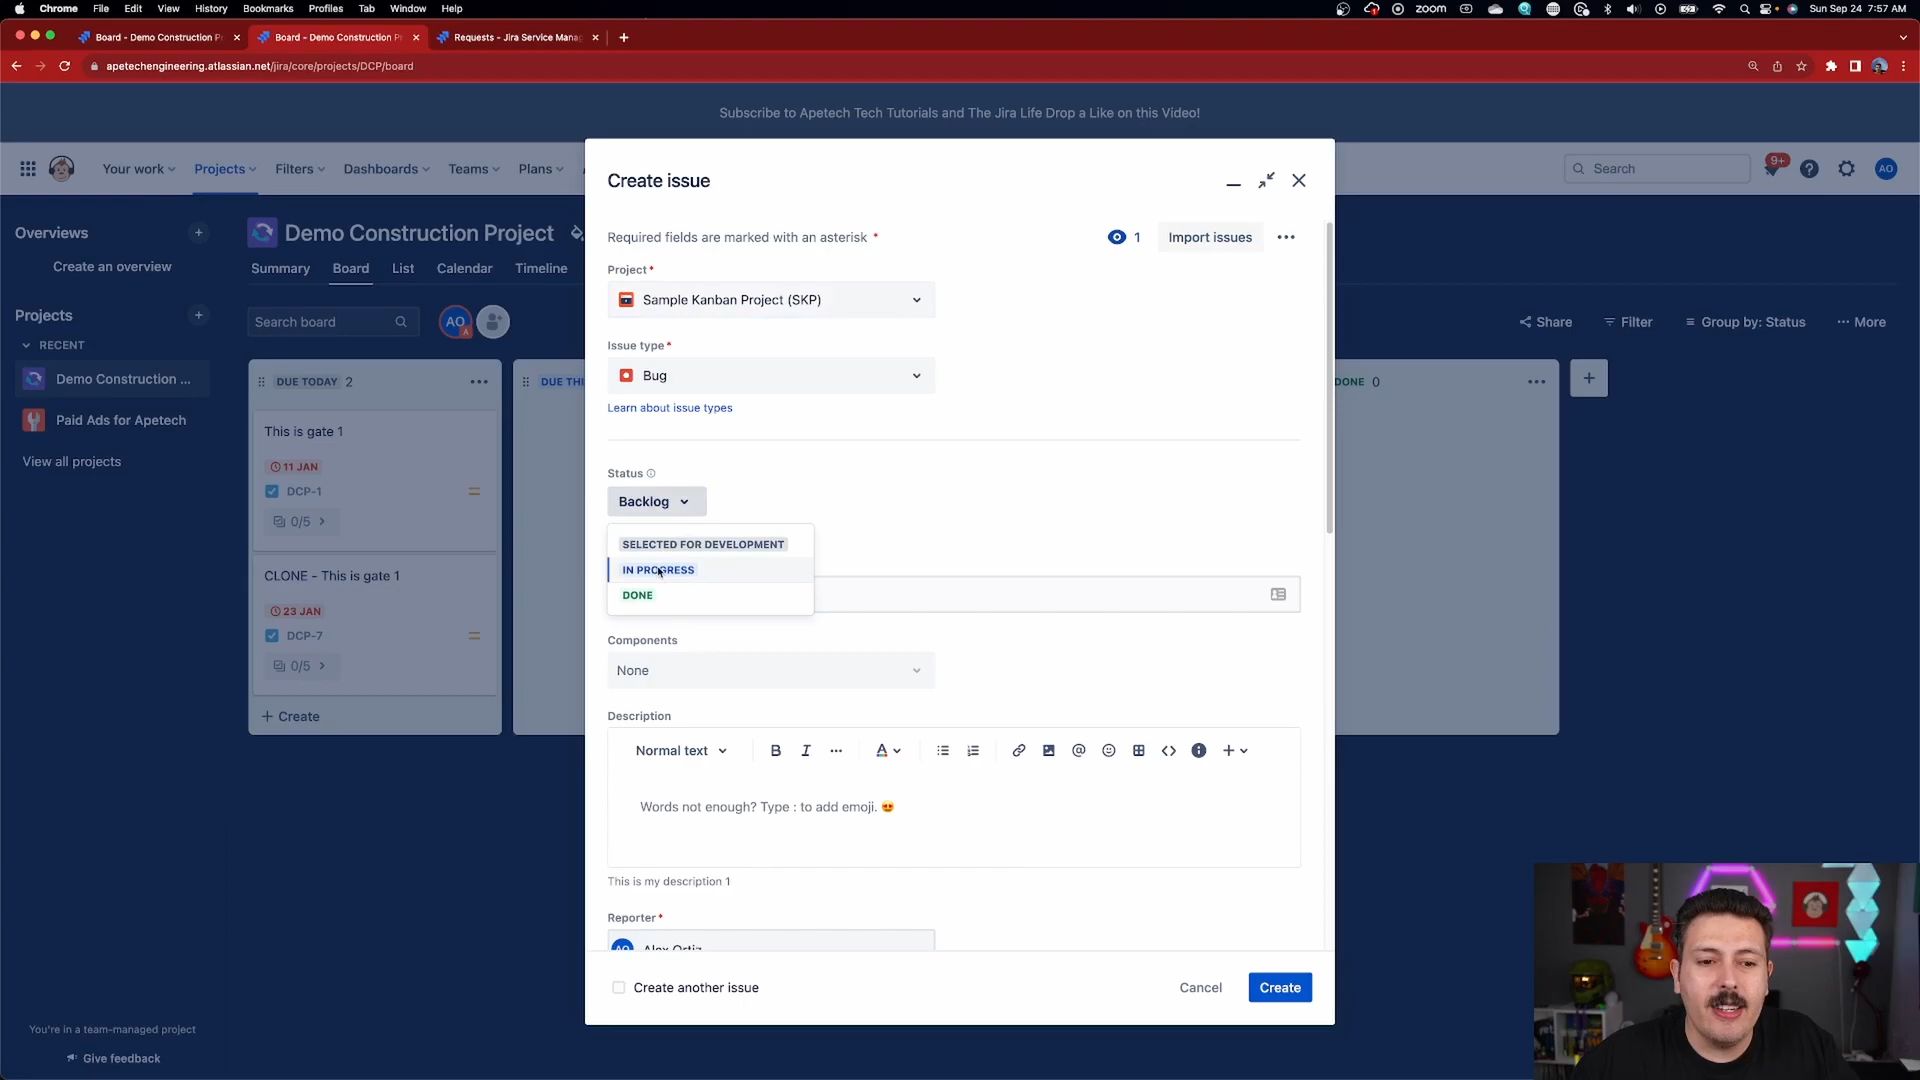 Chrome File Edit View History Bookmarks Profiles Tab Window Help
zoom
Sun Sep 24 7:57 AM
Board - Demo Construction P
Board - Demo Construction P
Requests - Jira Service Mana
apetechengineering.atlassian.net/jira/core/projects/DCP/board
Subscribe to Apetech Tech Tutorials and The Jira Life Drop a Like on this Video!
Your work
Projects
Filters
Dashboards
Teams
Plans
Search
9+
AO
Overviews
Create an overview
Projects
RECENT
Demo Construction ...
Paid Ads for Apetech
View all projects
You're in a team-managed project
Give feedback
Demo Construction Project
Summary Board List Calendar Timeline
Search board
AO
A
Share
Filter
Group by: Status
More
DUE TODAY 2
This is gate 1
11 JAN
DCP-1
0/5
CLONE - This is gate 1
23 JAN
DCP-7
0/5
+ Create
DUE THI
DONE 0
Create issue
Required fields are marked with an asterisk *
1
Import issues
Project *
Sample Kanban Project (SKP)
Issue type *
Bug
Learn about issue types
Status
Backlog
SELECTED FOR DEVELOPMENT
IN PROGRESS
DONE
Components
None
Description
Normal text
B I
A
@
Words not enough? Type : to add emoji. 😍
This is my description 1
Reporter *
AO Alex Ortiz
Create another issue
Cancel
Create